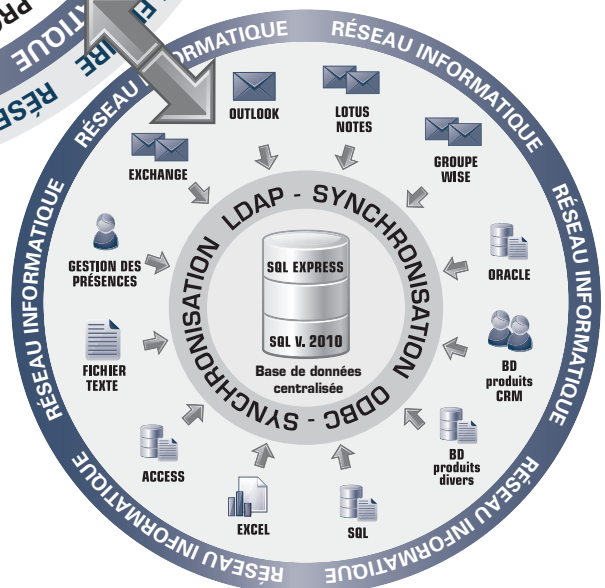 RÉSEAU INFORMATIQUE
RÉSEAU INFORMATIQUE
RÉSEAU INFORMATIQUE
RÉSEAU INFORMATIQUE
RÉSEAU INFORMATIQUE
RÉSEAU INFORMATIQUE
OUTLOOK
LOTUS
NOTES
GROUPE
WISE
ORACLE
BD
produits
CRM
BD
produits
divers
SQL
EXCEL
ACCESS
FICHIER
TEXTE
GESTION DES
PRÉSENCES
EXCHANGE
SYNCHRONISATION LDAP - SYNCHRONISATION ODBC -
SQL EXPRESS
SQL V. 2010
Base de données
centralisée